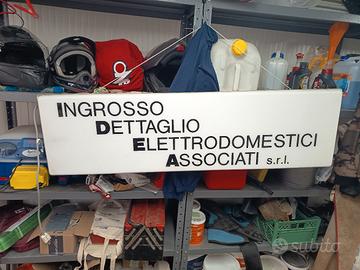 INGROSSO
DETTAGLIO
ELETTRODOMESTICI
ASSOCIATI s.r.l.
subito